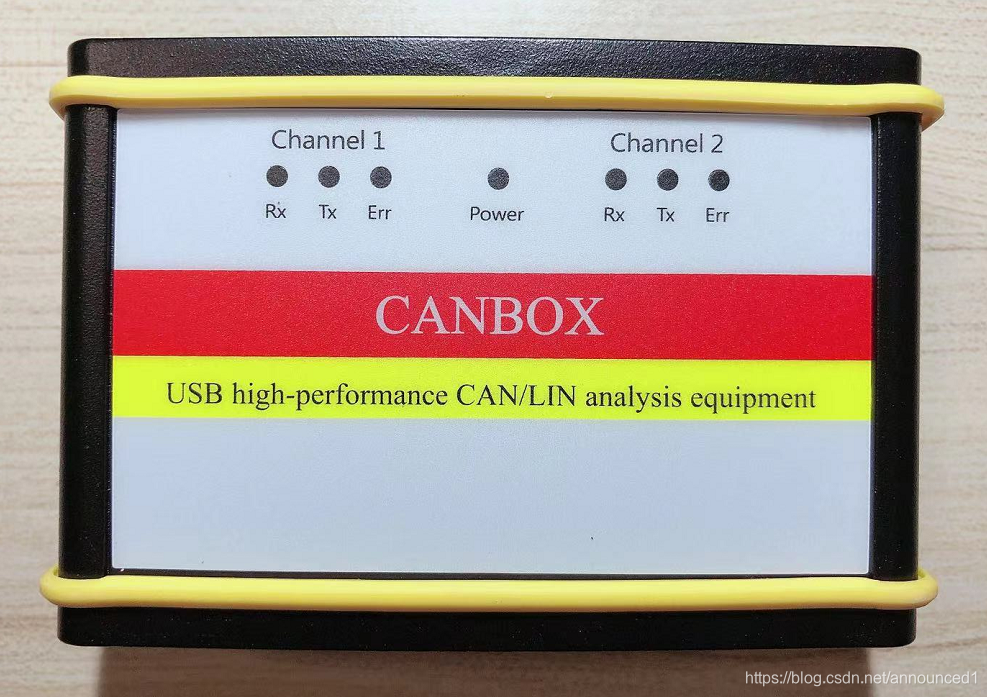 Channel 1
Channel 2
Rx Tx Err
Power
Rx Tx Err
CANBOX
USB high-performance CAN/LIN analysis equipment
https://blog.csdn.net/announced1